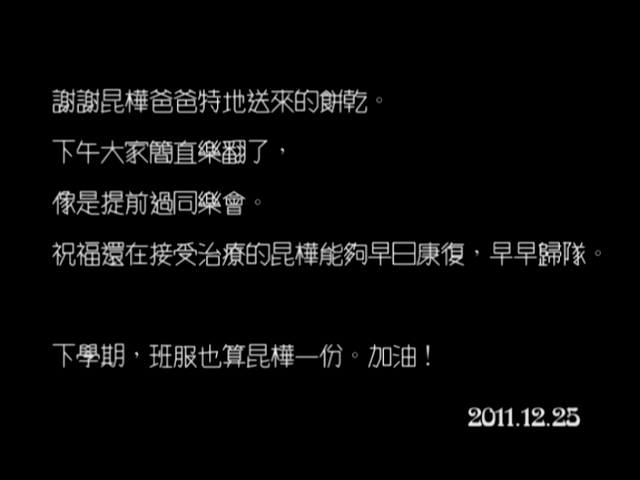 謝謝昆樺爸爸特地送來的餅乾。
下午大家簡直樂翻了，
像是提前過同樂會。
祝福還在接受治療的昆樺能夠早日康復，早早歸隊。
下學期，班服也算昆樺一份。加油！
2011.12.25